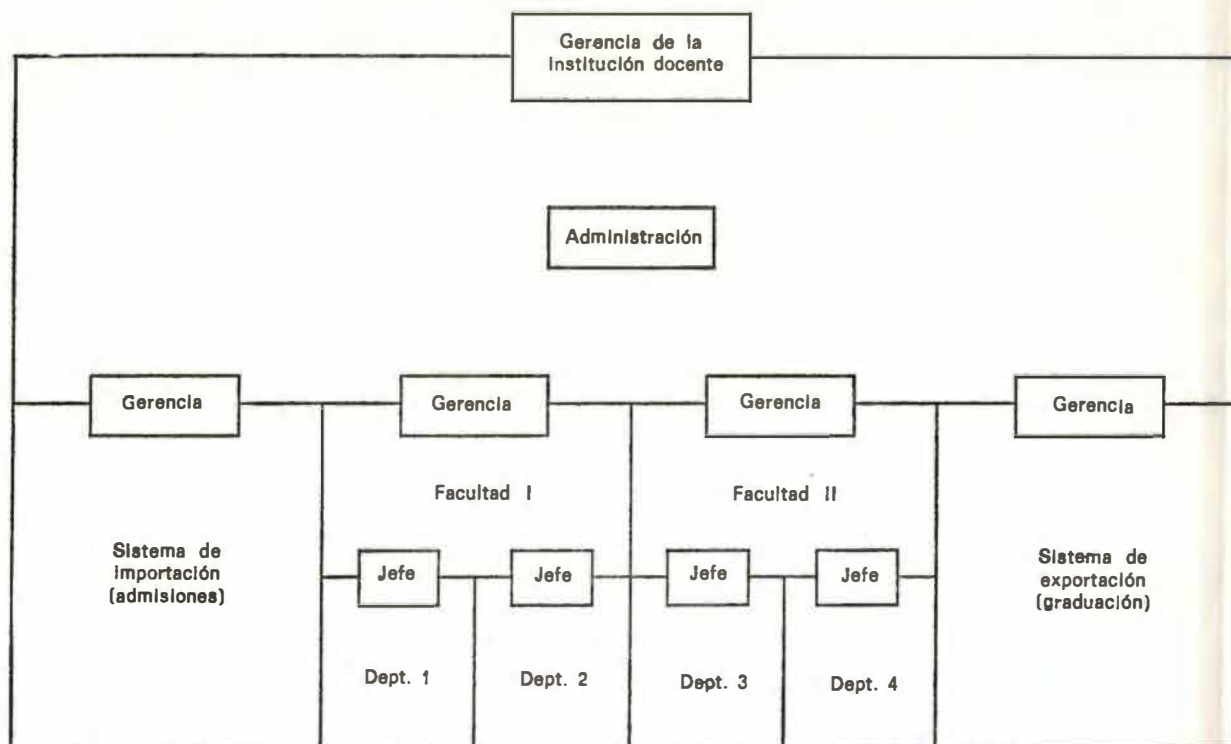 Gerencia de la
Institución docente
Administración
Gerencia
Gerencia
Gerencia
Gerencia
Facultad I
Facultad II
Sistema de
importación
(admisiones)
Jefe
Jefe
Jefe
Jefe
Sistema de
exportación
(graduación)
Dept. 1
Dept. 2
Dept. 3
Dept. 4